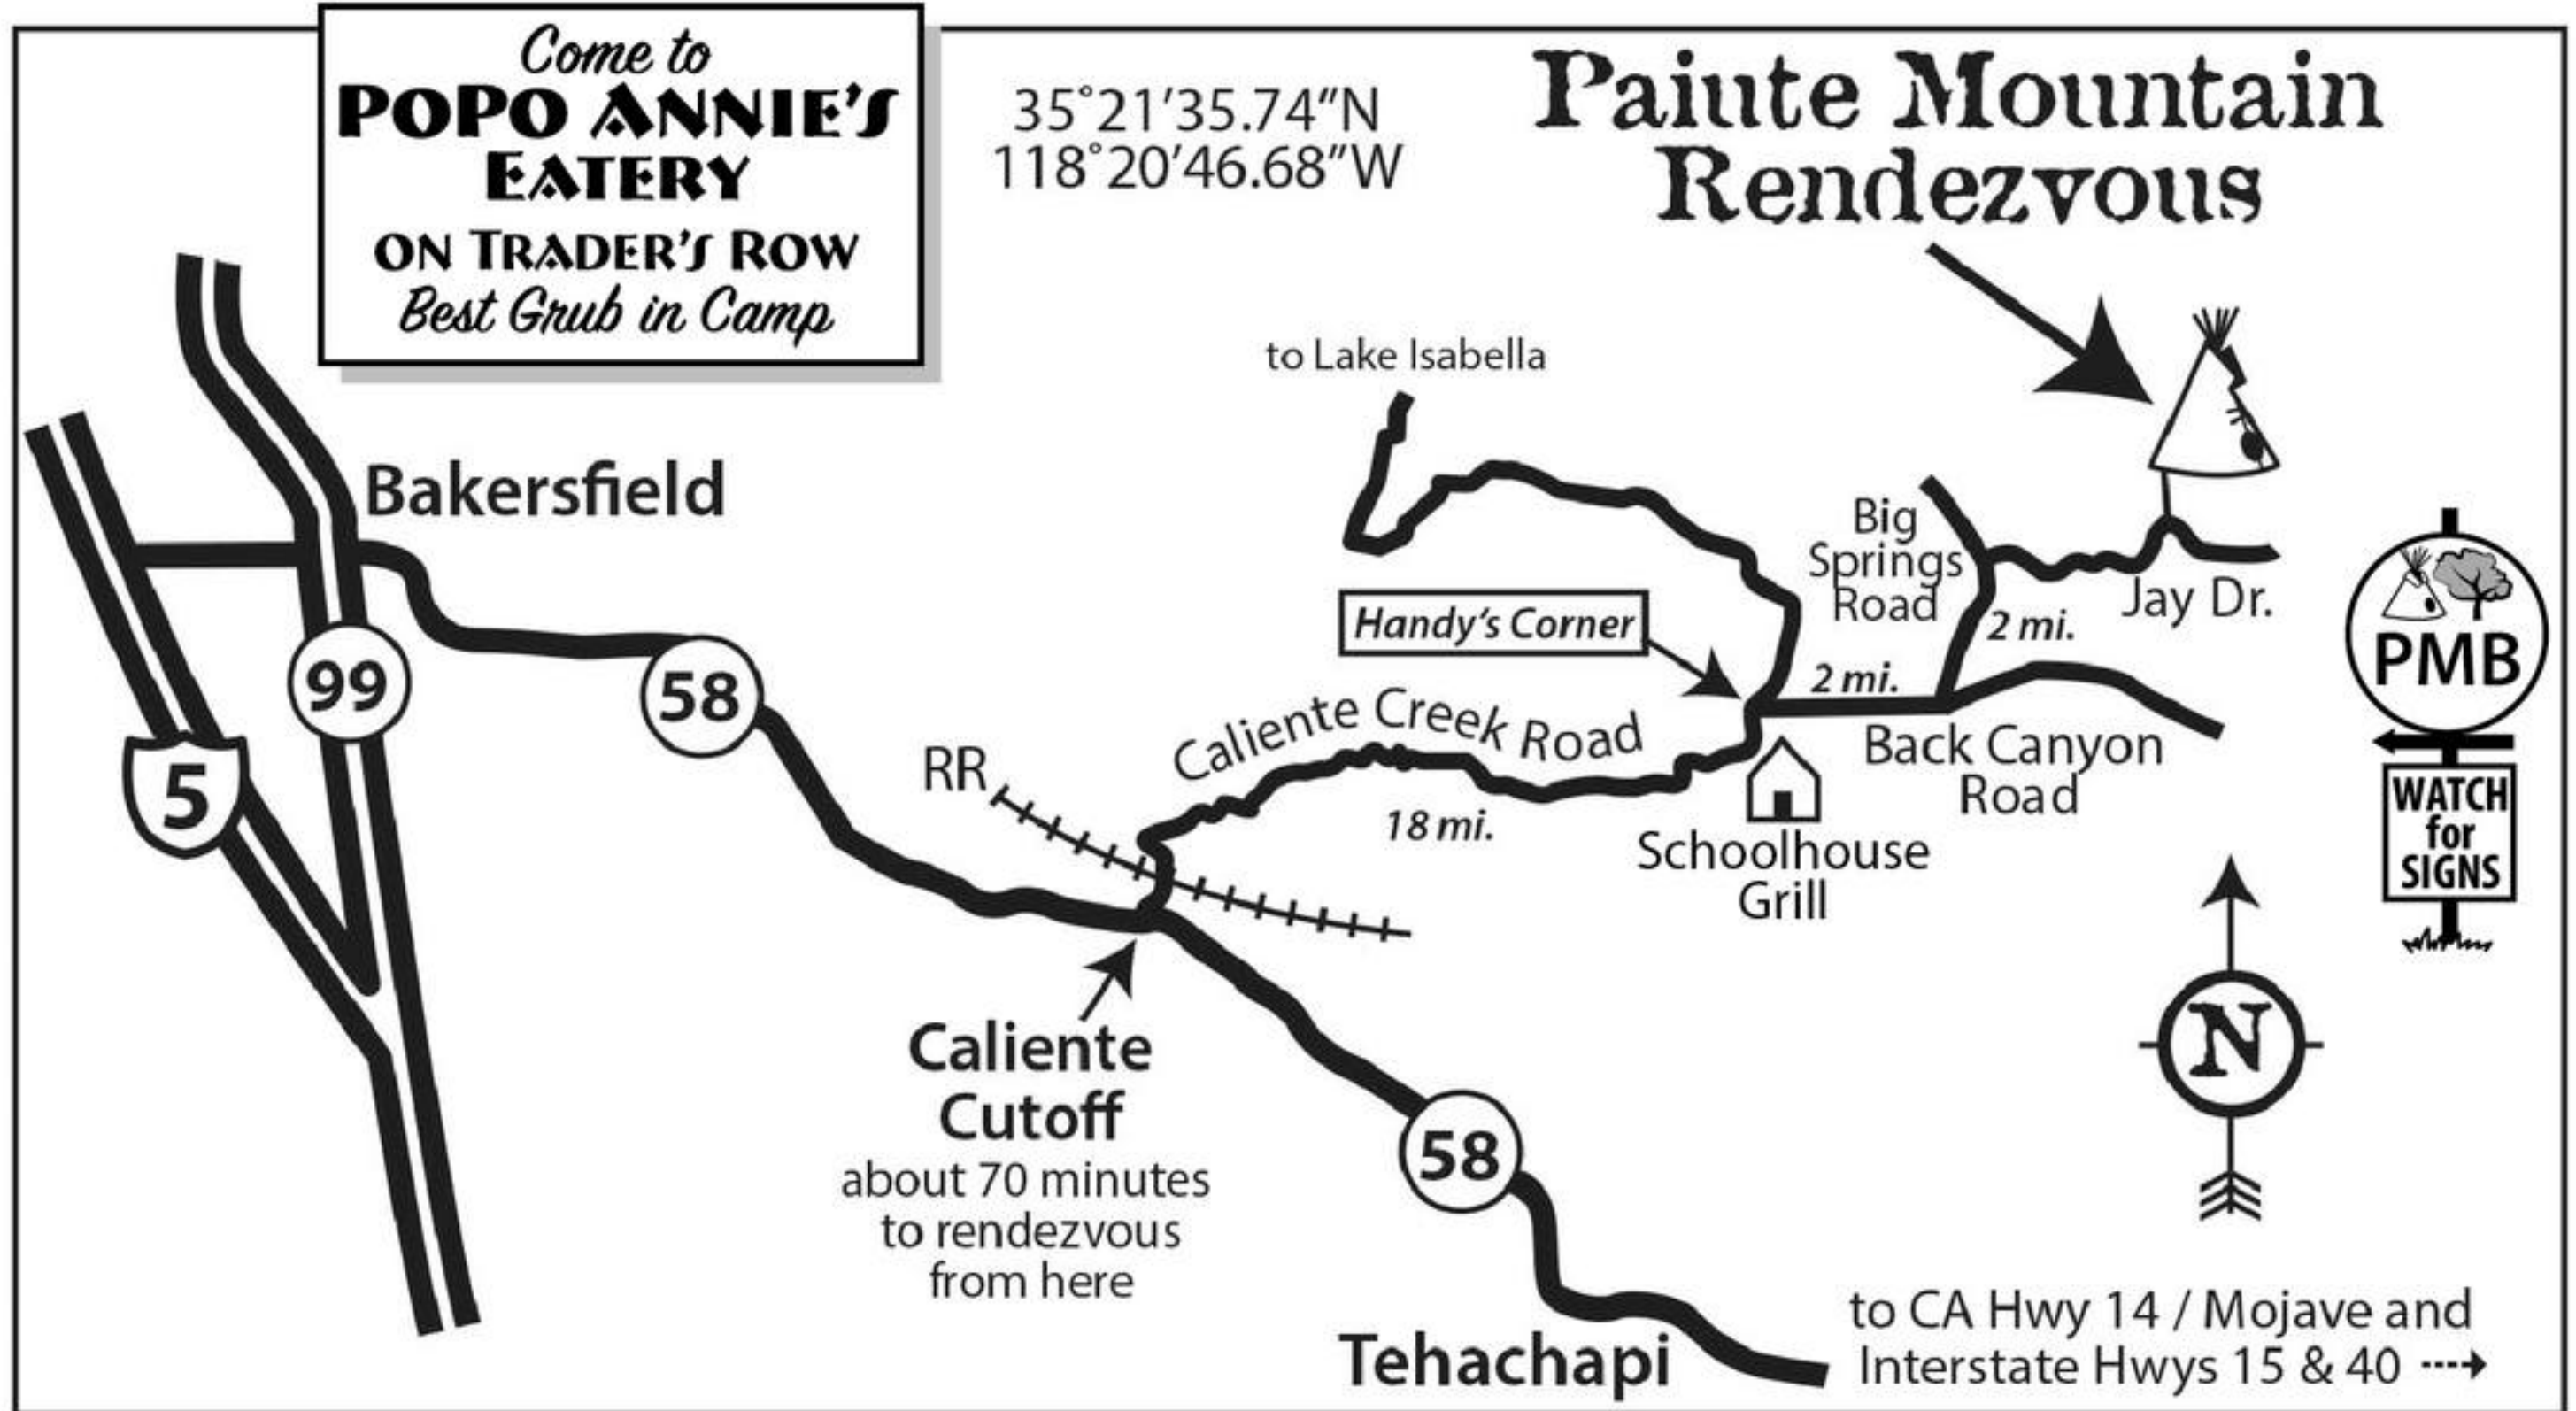 Come to
POPO ANNIE'S
EATERY
ON TRADER'S ROW
Best Grub in Camp
35°21'35.74"N
118°20'46.68"W
Paiute Mountain
Rendezvous
to Lake Isabella
Bakersfield
Big
Springs
Road
Jay Dr.
2 mi.
Handy's Corner
2 mi.
PMB
WATCH
for
SIGNS
99
58
5
RR
Caliente Creek Road
18 mi.
Back Canyon
Road
Schoolhouse
Grill
Caliente
Cutoff
about 70 minutes
to rendezvous
from here
N
58
Tehachapi
to CA Hwy 14 / Mojave and
Interstate Hwys 15 & 40